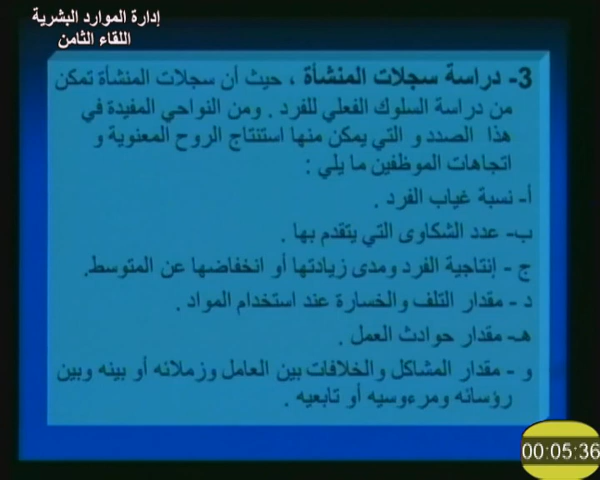 إدارة الموارد البشرية
اللقاء الثامن
3- دراسة سجلات المنشأة ، حيث أن سجلات المنشأة تمكن
من دراسة السلوك الفعلي للفرد . ومن النواحي المفيدة في
هذا الصدد و التي يمكن منها استنتاج الروح المعنوية و
اتجاهات الموظفين ما يلي :
أ- نسبة غياب الفرد .
ب- عدد الشكاوى التي يتقدم بها .
ج - إنتاجية الفرد ومدى زيادتها أو انخفاضها عن المتوسط.
د - مقدار التلف والخسارة عند استخدام المواد .
هـ- مقدار حوادث العمل .
و - مقدار المشاكل والخلافات بين العامل وزملائه أو بينه وبين
رؤسائه ومرءوسيه أو تابعيه .
00:05:36